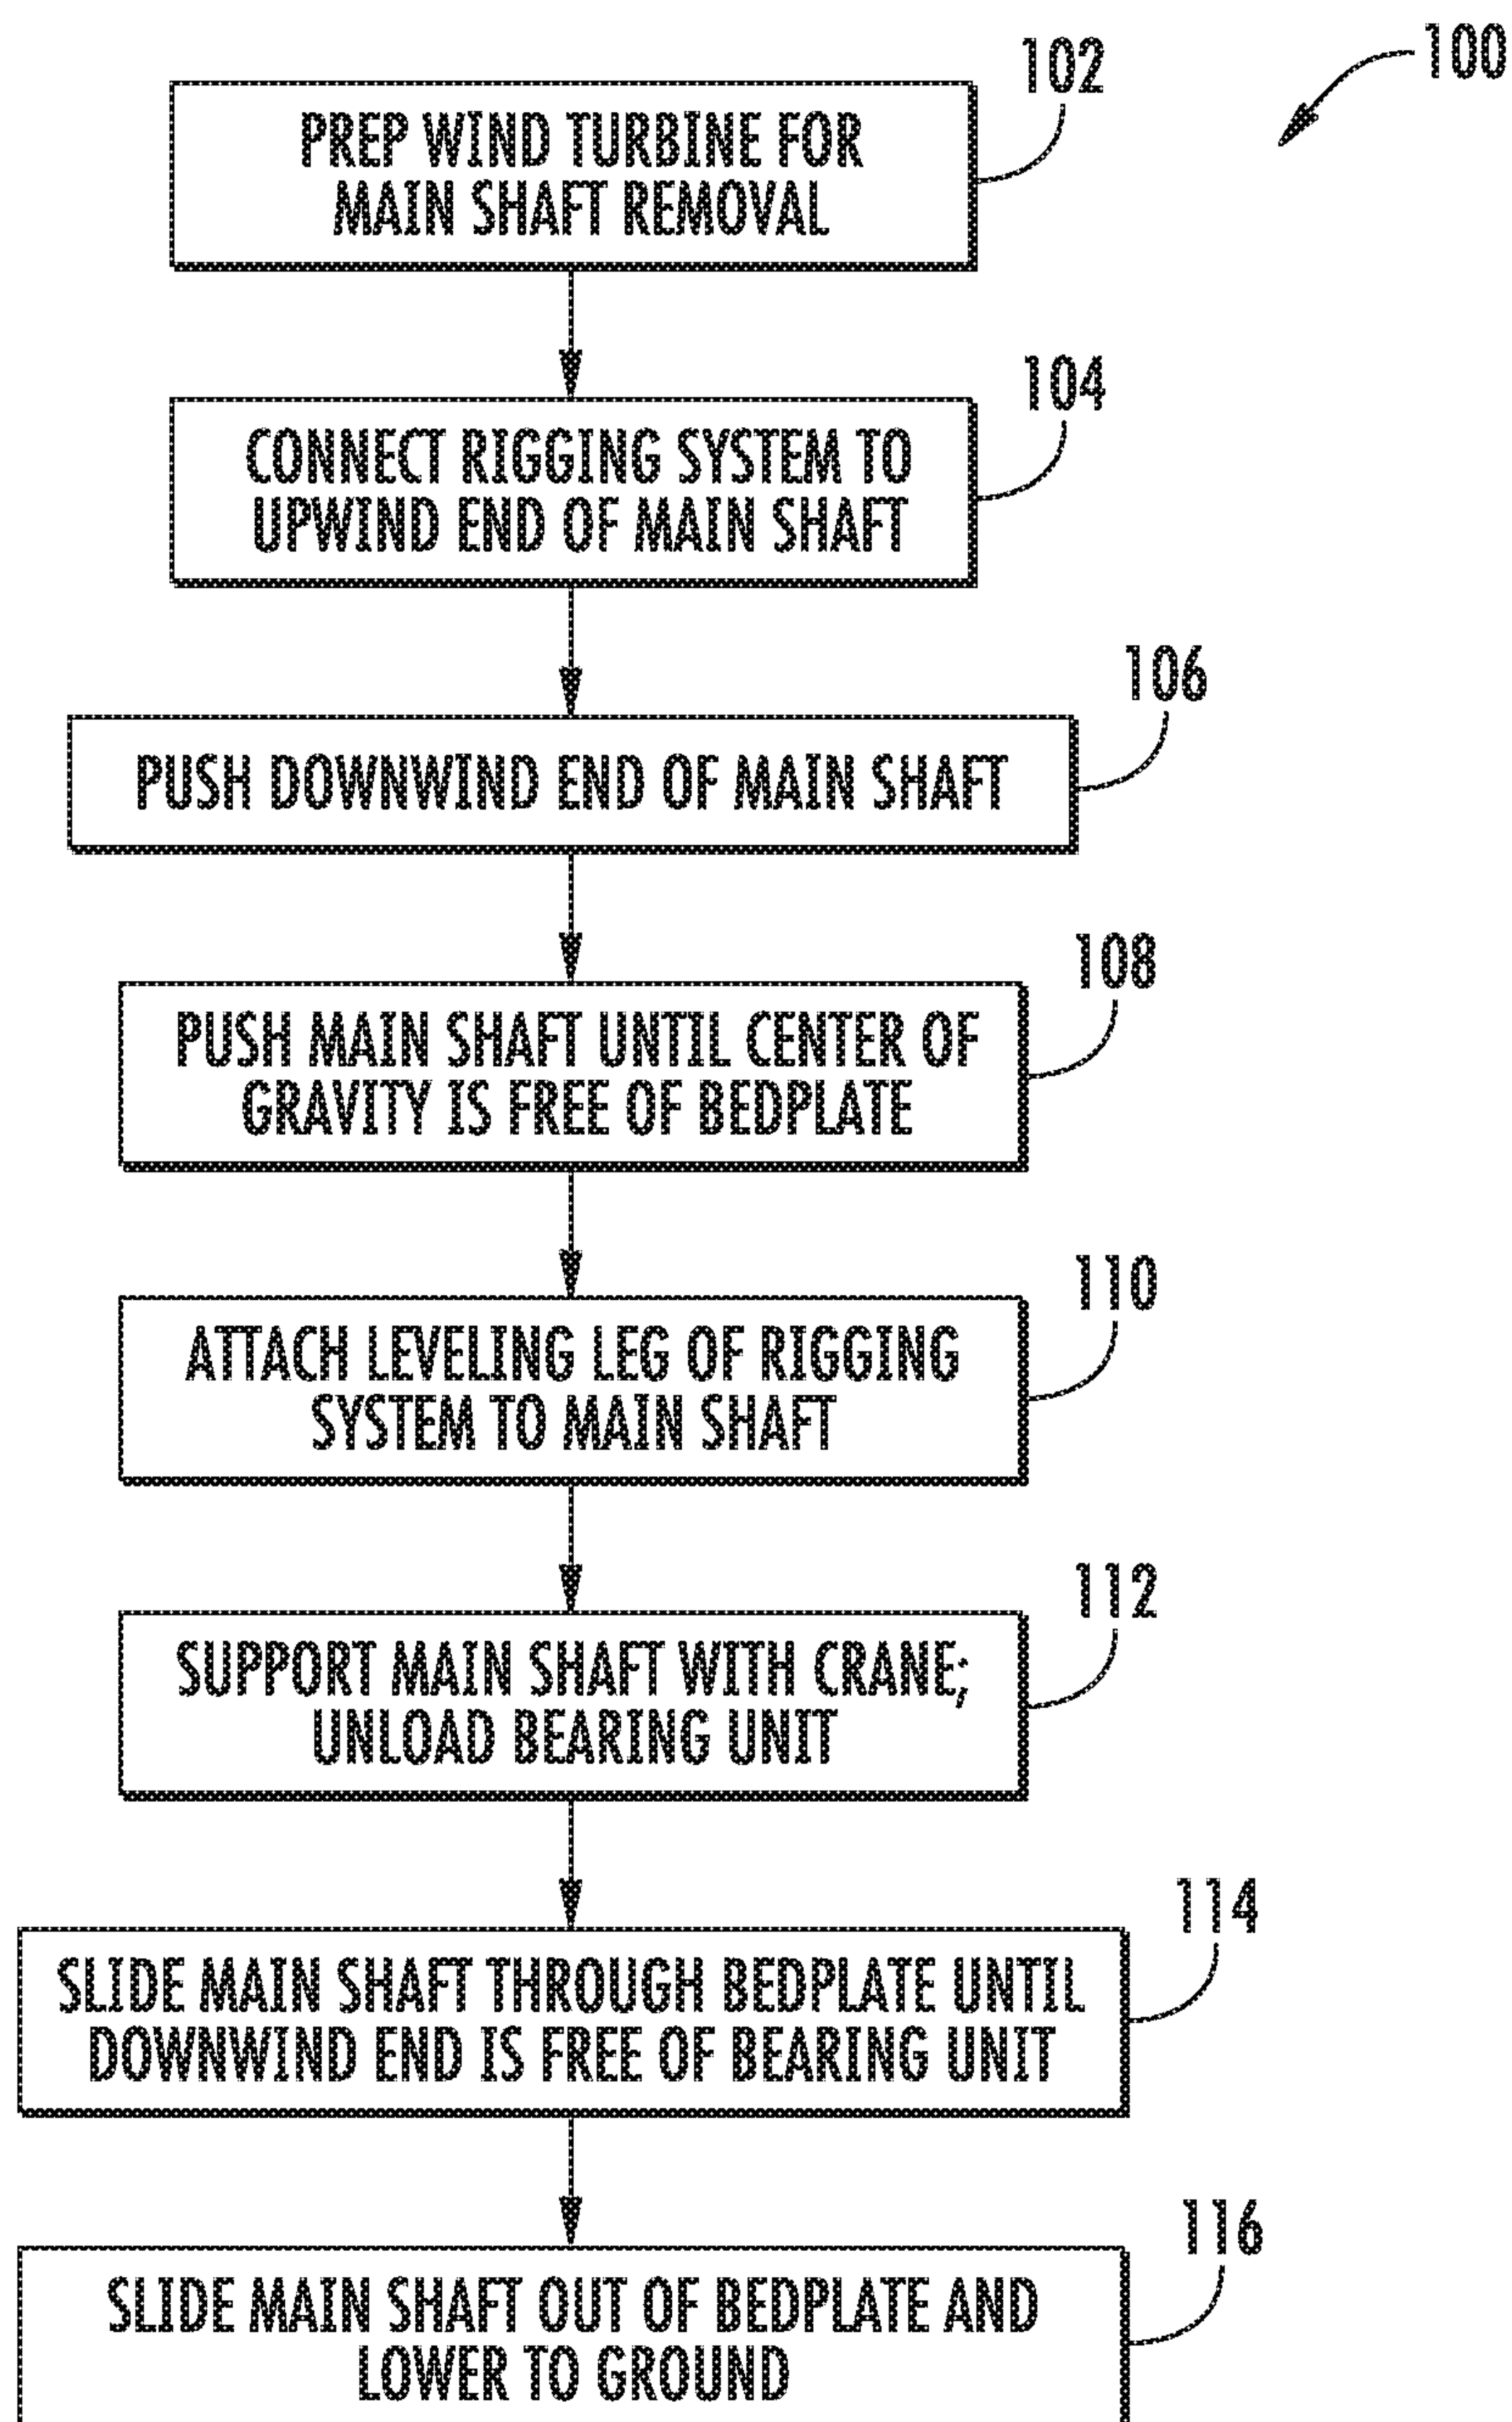 100
102
PREP WIND TURBINE FOR
MAIN SHAFT REMOVAL
104
CONNECT RIGGING SYSTEM TO
UPWIND END OF MAIN SHAFT
106
PUSH DOWNWIND END OF MAIN SHAFT
108
PUSH MAIN SHAFT UNTIL CENTER OF
GRAVITY IS FREE OF BEDPLATE
110
ATTACH LEVELING LEG OF RIGGING
SYSTEM TO MAIN SHAFT
112
SUPPORT MAIN SHAFT WITH CRANE;
UNLOAD BEARING UNIT
114
SLIDE MAIN SHAFT THROUGH BEDPLATE UNTIL
DOWNWIND END IS FREE OF BEARING UNIT
116
SLIDE MAIN SHAFT OUT OF BEDPLATE AND
LOWER TO GROUND